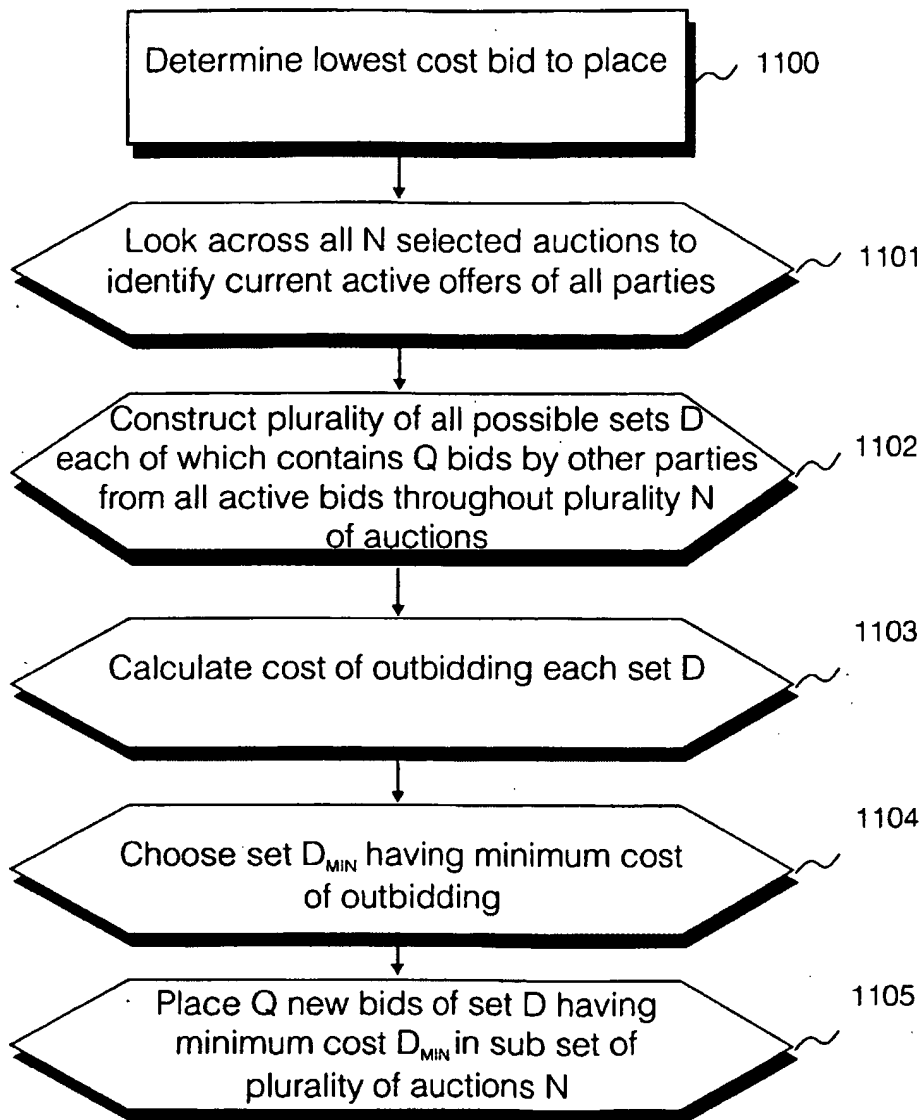 Determine lowest cost bid to place
1100
Look across all N selected auctions to
identify current active offers of all parties
1101
Construct plurality of all possible sets D
each of which contains Q bids by other parties
from all active bids throughout plurality N
of auctions
1102
Calculate cost of outbidding each set D
1103
Choose set D_MIN having minimum cost
of outbidding
1104
Place Q new bids of set D having
minimum cost D_MIN in sub set of
plurality of auctions N
1105